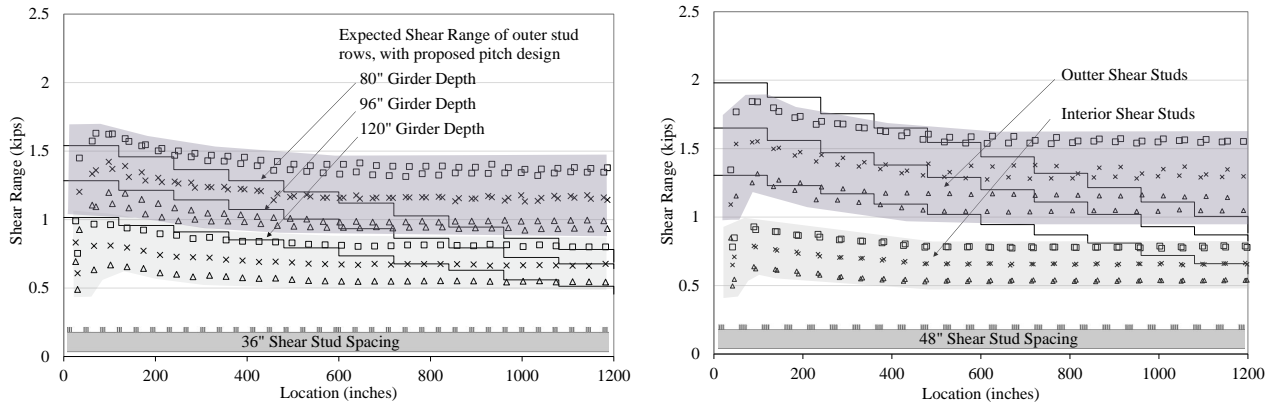 2.5
2
1.5
1
0.5
0
Shear Range (kips)
Expected Shear Range of outer stud
rows, with proposed pitch design
80" Girder Depth
96" Girder Depth
120" Girder Depth
36" Shear Stud Spacing
0 200 400 600 800 1000 1200
Location (inches)
2.5
2
1.5
1
0.5
0
Shear Range (kips)
Outter Shear Studs
Interior Shear Studs
48" Shear Stud Spacing
0 200 400 600 800 1000 1200
Location (inches)